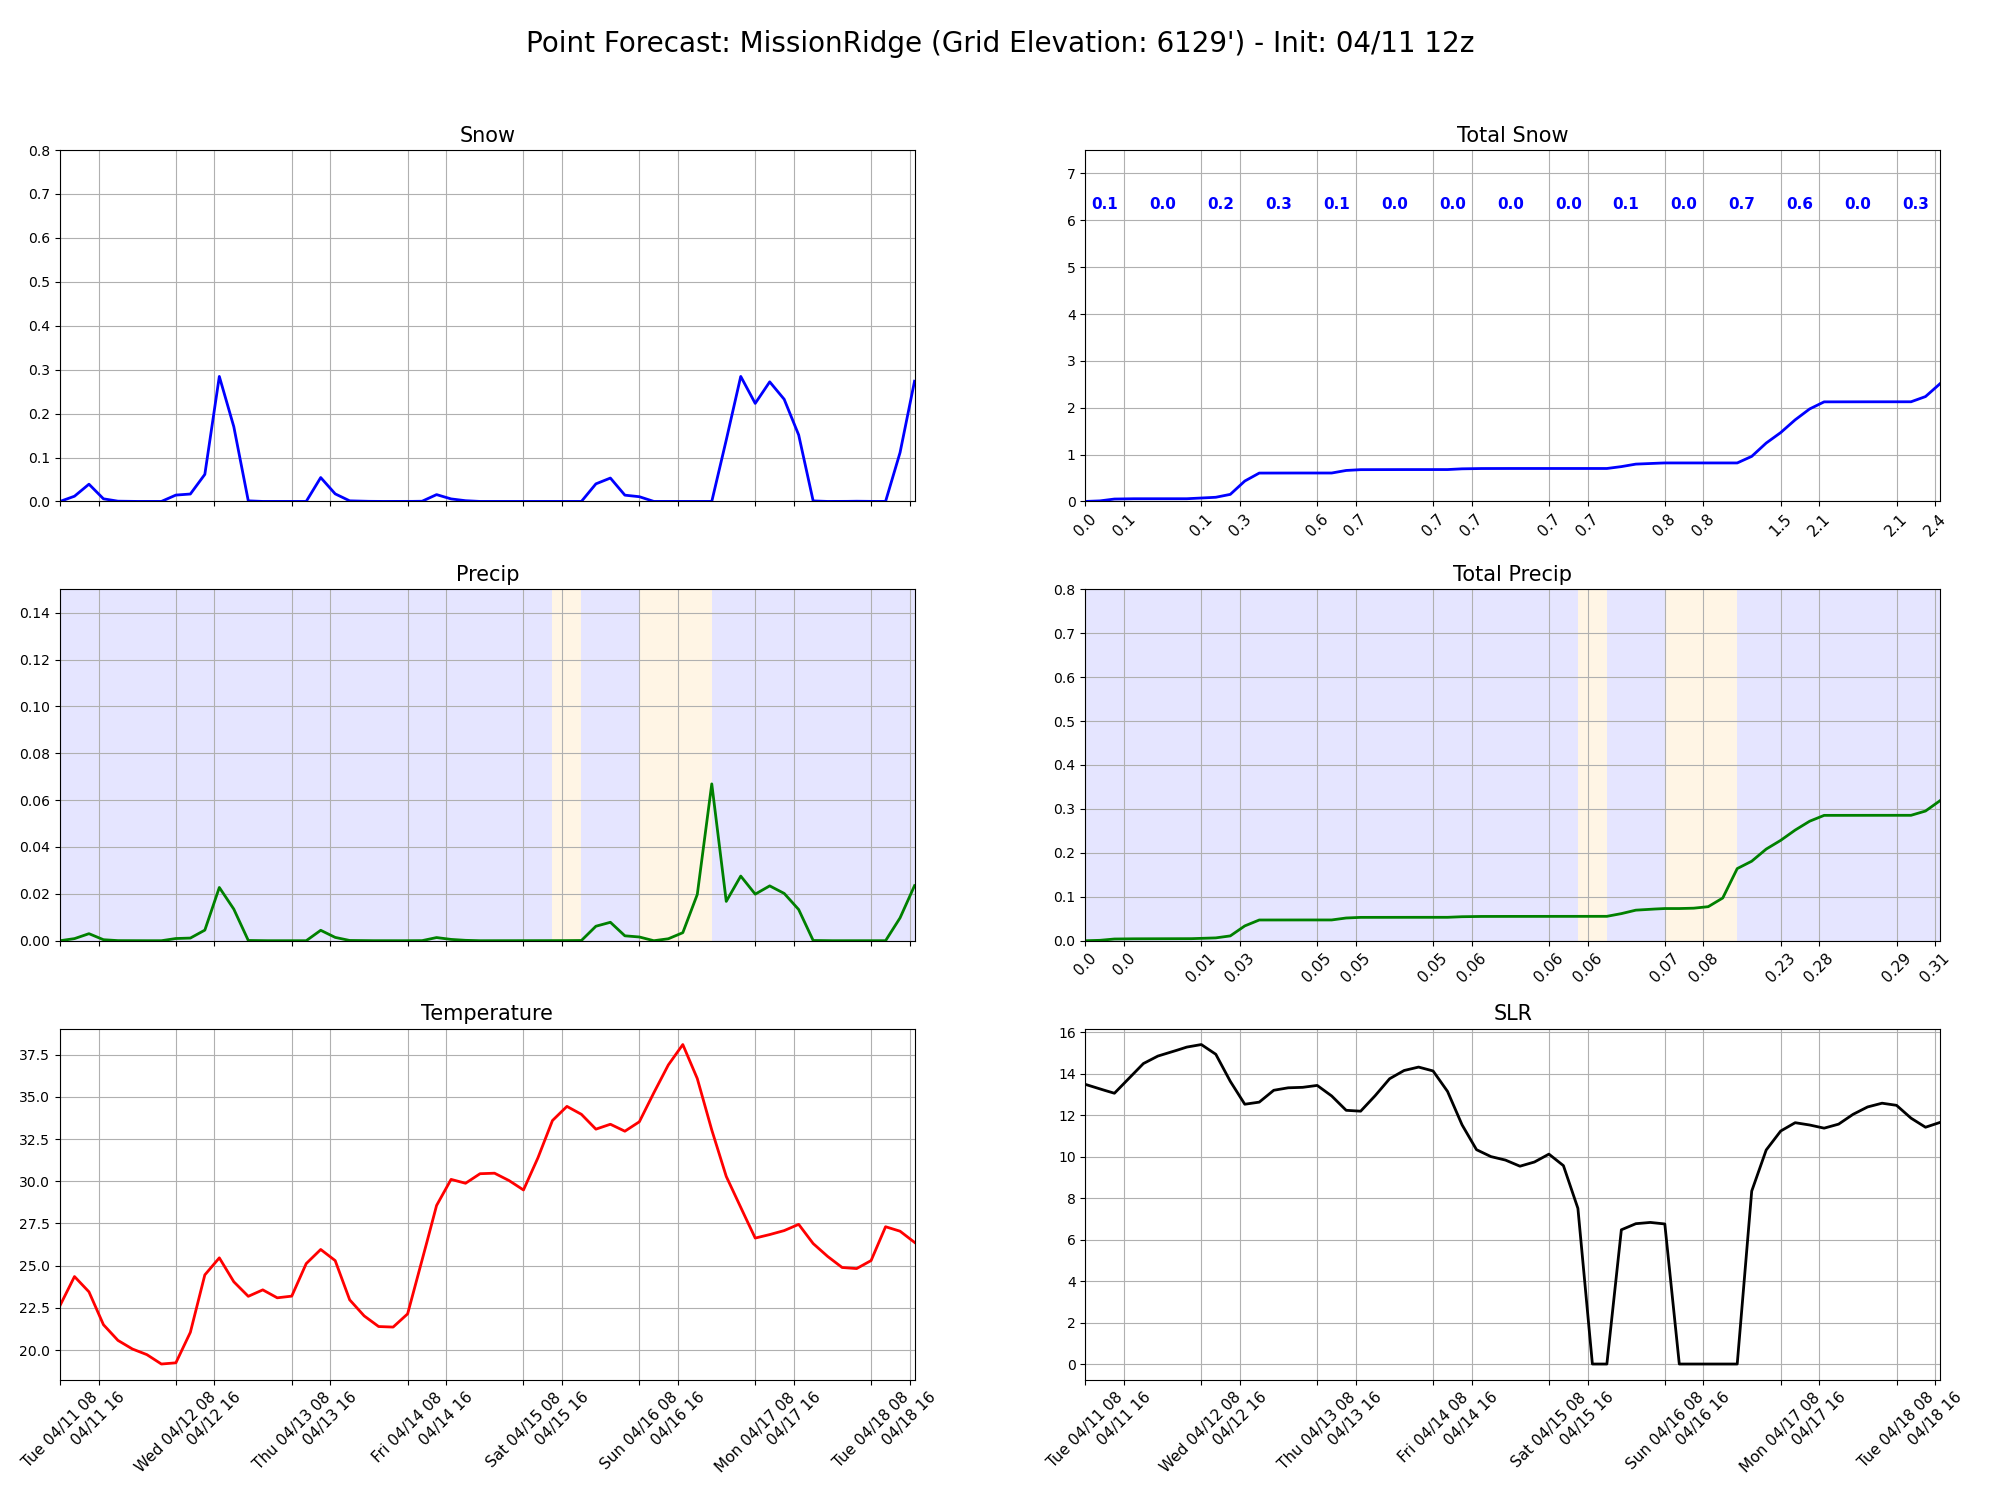 Point Forecast: MissionRidge (Grid Elevation: 6129') - Init: 04/11 12z
Snow
0.8
0.7
0.6
0.5
0.4
0.3
0.2
0.1
0.0
Total Snow
7
6
5
4
3
2
1
0
0.1 0.0 0.2 0.3 0.1 0.0 0.0 0.0 0.0 0.1 0.0 0.7 0.6 0.0 0.3
0.0 0.1 0.1 0.3 0.6 0.7 0.7 0.7 0.7 0.7 0.8 0.8 1.5 2.1 2.1 2.4
Precip
0.14
0.12
0.10
0.08
0.06
0.04
0.02
0.00
Total Precip
0.8
0.7
0.6
0.5
0.4
0.3
0.2
0.1
0.0
0.0 0.0 0.01 0.03 0.05 0.05 0.05 0.06 0.06 0.06 0.07 0.08 0.23 0.28 0.29 0.31
Temperature
37.5
35.0
32.5
30.0
27.5
25.0
22.5
20.0
Tue 04/11 08
04/11 16
Wed 04/12 08
04/12 16
Thu 04/13 08
04/13 16
Fri 04/14 08
04/14 16
Sat 04/15 08
04/15 16
Sun 04/16 08
04/16 16
Mon 04/17 08
04/17 16
Tue 04/18 08
04/18 16
SLR
16
14
12
10
8
6
4
2
0
Tue 04/11 08
04/11 16
Wed 04/12 08
04/12 16
Thu 04/13 08
04/13 16
Fri 04/14 08
04/14 16
Sat 04/15 08
04/15 16
Sun 04/16 08
04/16 16
Mon 04/17 08
04/17 16
Tue 04/18 08
04/18 16